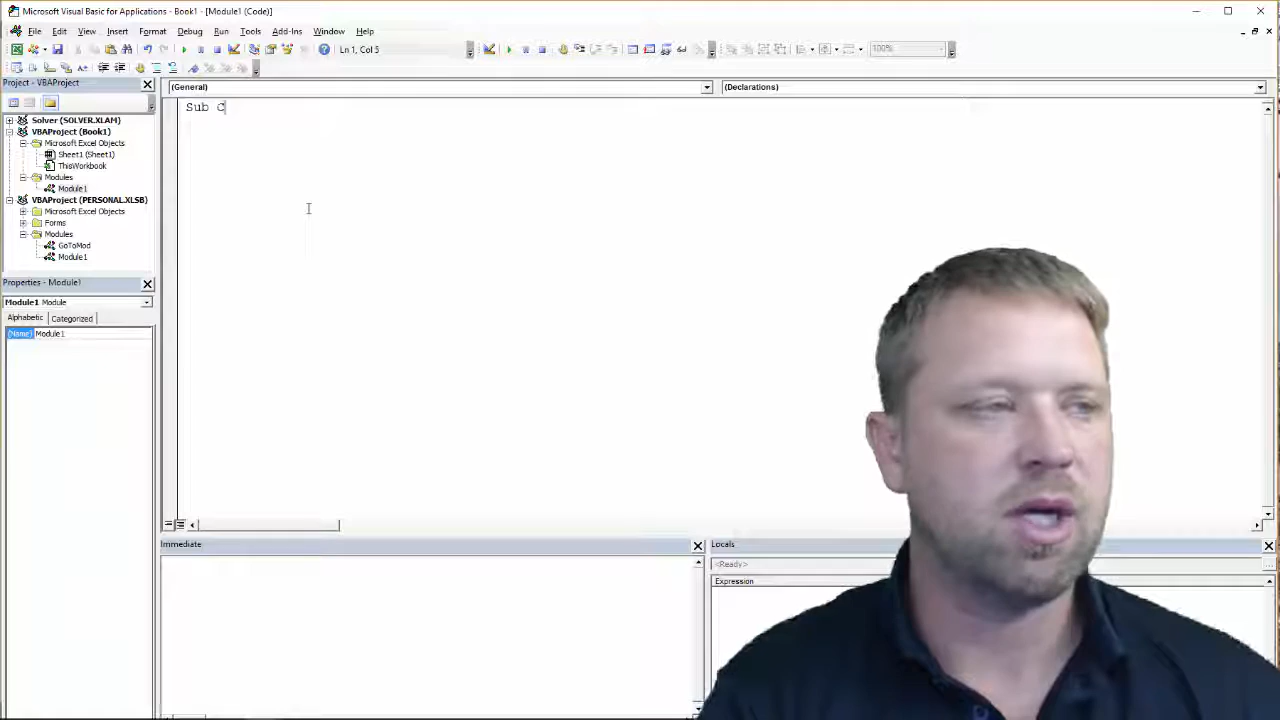 Microsoft Visual Basic for Applications - Book1 - [Module1 (Code)]
File Edit View Insert Format Debug Run Tools Add-Ins Window Help
Ln 1, Col 5
100%
Project - VBAProject
(General)
(Declarations)
Sub C
Solver (SOLVER.XLAM)
VBAProject (Book1)
Microsoft Excel Objects
Sheet1 (Sheet1)
ThisWorkbook
Modules
Module1
VBAProject (PERSONAL.XLSB)
Microsoft Excel Objects
Forms
Modules
GoToMod
Module1
Properties - Module1
Module1 Module
Alphabetic Categorized
(Name) Module1
Immediate
Locals
<Ready>
Expression